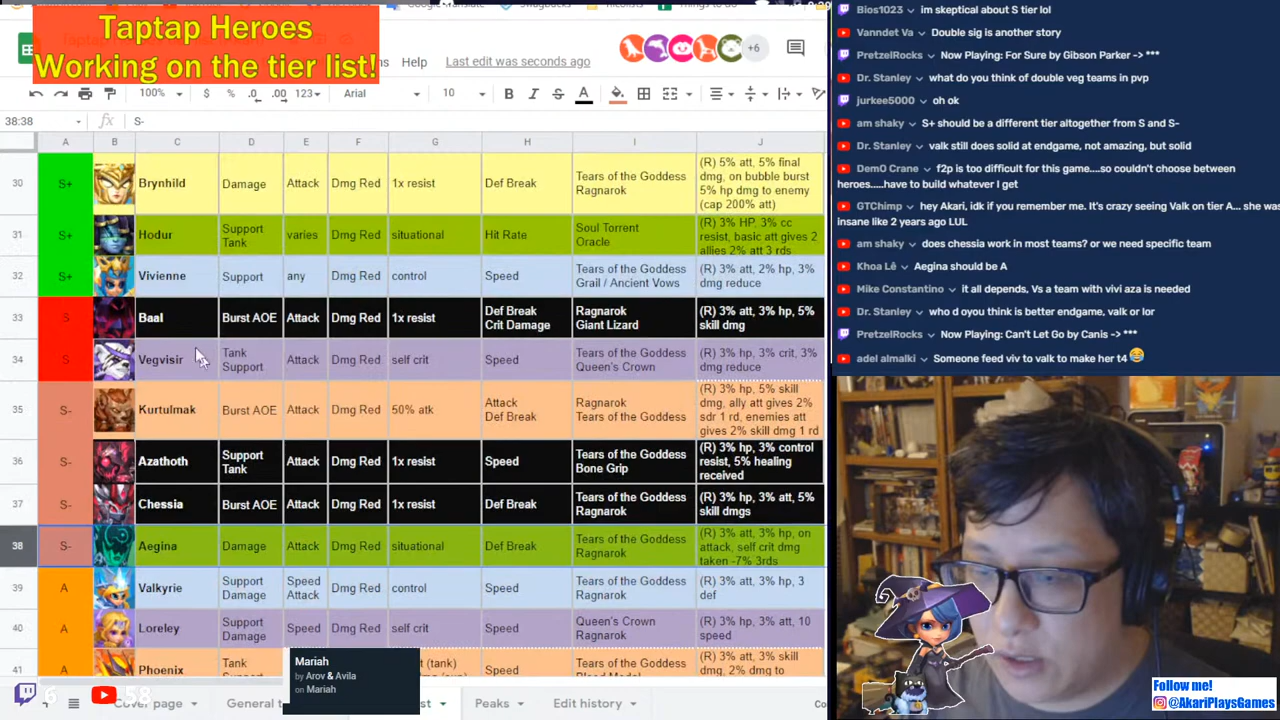 Taptap Heroes
Working on the tier list!
Help
Last edit was seconds ago
+6
100%
$
%
.0
.00
123
Arial
10
B
I
S
A
38:38
fx
S-
A B C D E F G H I J
30 S+ Brynhild Damage Attack Dmg Red 1x resist Def Break
Tears of the Goddess
Ragnarok
(R) 5% att, 5% final
dmg, on bubble burst
5% hp dmg to enemy
(cap 200% att)
31 S+ Hodur
Support
Tank
varies Dmg Red situational Hit Rate
Soul Torrent
Oracle
(R) 3% HP, 3% cc
resist, basic att gives 2
allies 2% att 3 rds
32 S+ Vivienne Support any Dmg Red control Speed
Tears of the Goddess
Grail / Ancient Vows
(R) 3% att, 2% hp, 3%
dmg reduce
33 S Baal Burst AOE Attack Dmg Red 1x resist
Def Break
Crit Damage
Ragnarok
Giant Lizard
(R) 3% att, 3% hp, 5%
skill dmg
34 S Vegvisir
Tank
Support
Attack Dmg Red self crit Speed
Tears of the Goddess
Queen's Crown
(R) 3% hp, 3% crit, 3%
dmg reduce
35 S- Kurtulmak Burst AOE Attack Dmg Red 50% atk
Attack
Def Break
Ragnarok
Tears of the Goddess
(R) 3% hp, 5% skill
dmg, ally att gives 2%
sdr 1 rd, enemies att
gives 2% skill dmg 1 rd
36 S- Azathoth
Support
Tank
Attack Dmg Red 1x resist Speed
Tears of the Goddess
Bone Grip
(R) 3% hp, 3% control
resist, 5% healing
received
37 S- Chessia Burst AOE Attack Dmg Red 1x resist Def Break
Tears of the Goddess
Ragnarok
(R) 3% hp, 3% att, 5%
skill dmgs
38 S- Aegina Damage Attack Dmg Red situational Def Break
Tears of the Goddess
Ragnarok
(R) 3% att, 3% hp, on
attack, self crit dmg
taken -7% 3rds
39 A Valkyrie
Support
Damage
Speed
Attack
Dmg Red control Speed
Tears of the Goddess
Ragnarok
(R) 3% att, 3% hp, 3
def
40 A Loreley
Support
Damage
Speed Dmg Red self crit Speed
Queen's Crown
Ragnarok
(R) 3% hp, 3% att, 10
speed
41 A Phoenix
Tank
(tank)
Speed
Tears of the Goddess
(R) 3% att, 3% skill
dmg, 2% dmg to
Mariah
by Arov & Avila
on Mariah
6
58
Cover page
General t
Peaks
Edit history
Blos1023 im skeptical about S tier lol
Vanndet Va Double sig is another
story
PretzelRocks Now Playing: For Sure by Gibson Parker -> ***
Dr. Stanley what do you think of double veg teams in pvp
jurkee5000 oh ok
am shaky S+ should be a different tier altogether from S and S-
Dr. Stanley valk still does solid at endgame, not amazing, but solid
Dem0 Crane f2p is too difficult for this game....so couldn't choose between
heroes.....have to build whatever I get
GTChimp hey Akari, idk if you remember me. It's crazy seeing Valk on tier A... she was
insane like 2 years ago LUL
am shaky does chessia work in most teams? or we need specific team
Khoa Lê Aegina should be A
Mike Constantino it all depends, Vs a team with vivi aza is needed
Dr. Stanley who d oyou think is better endgame, valk or lor
PretzelRocks Now Playing: Can't Let Go by Canis -> ***
adel almalki Someone feed viv to valk to make her t4
Follow me!
@AkariPlaysGames